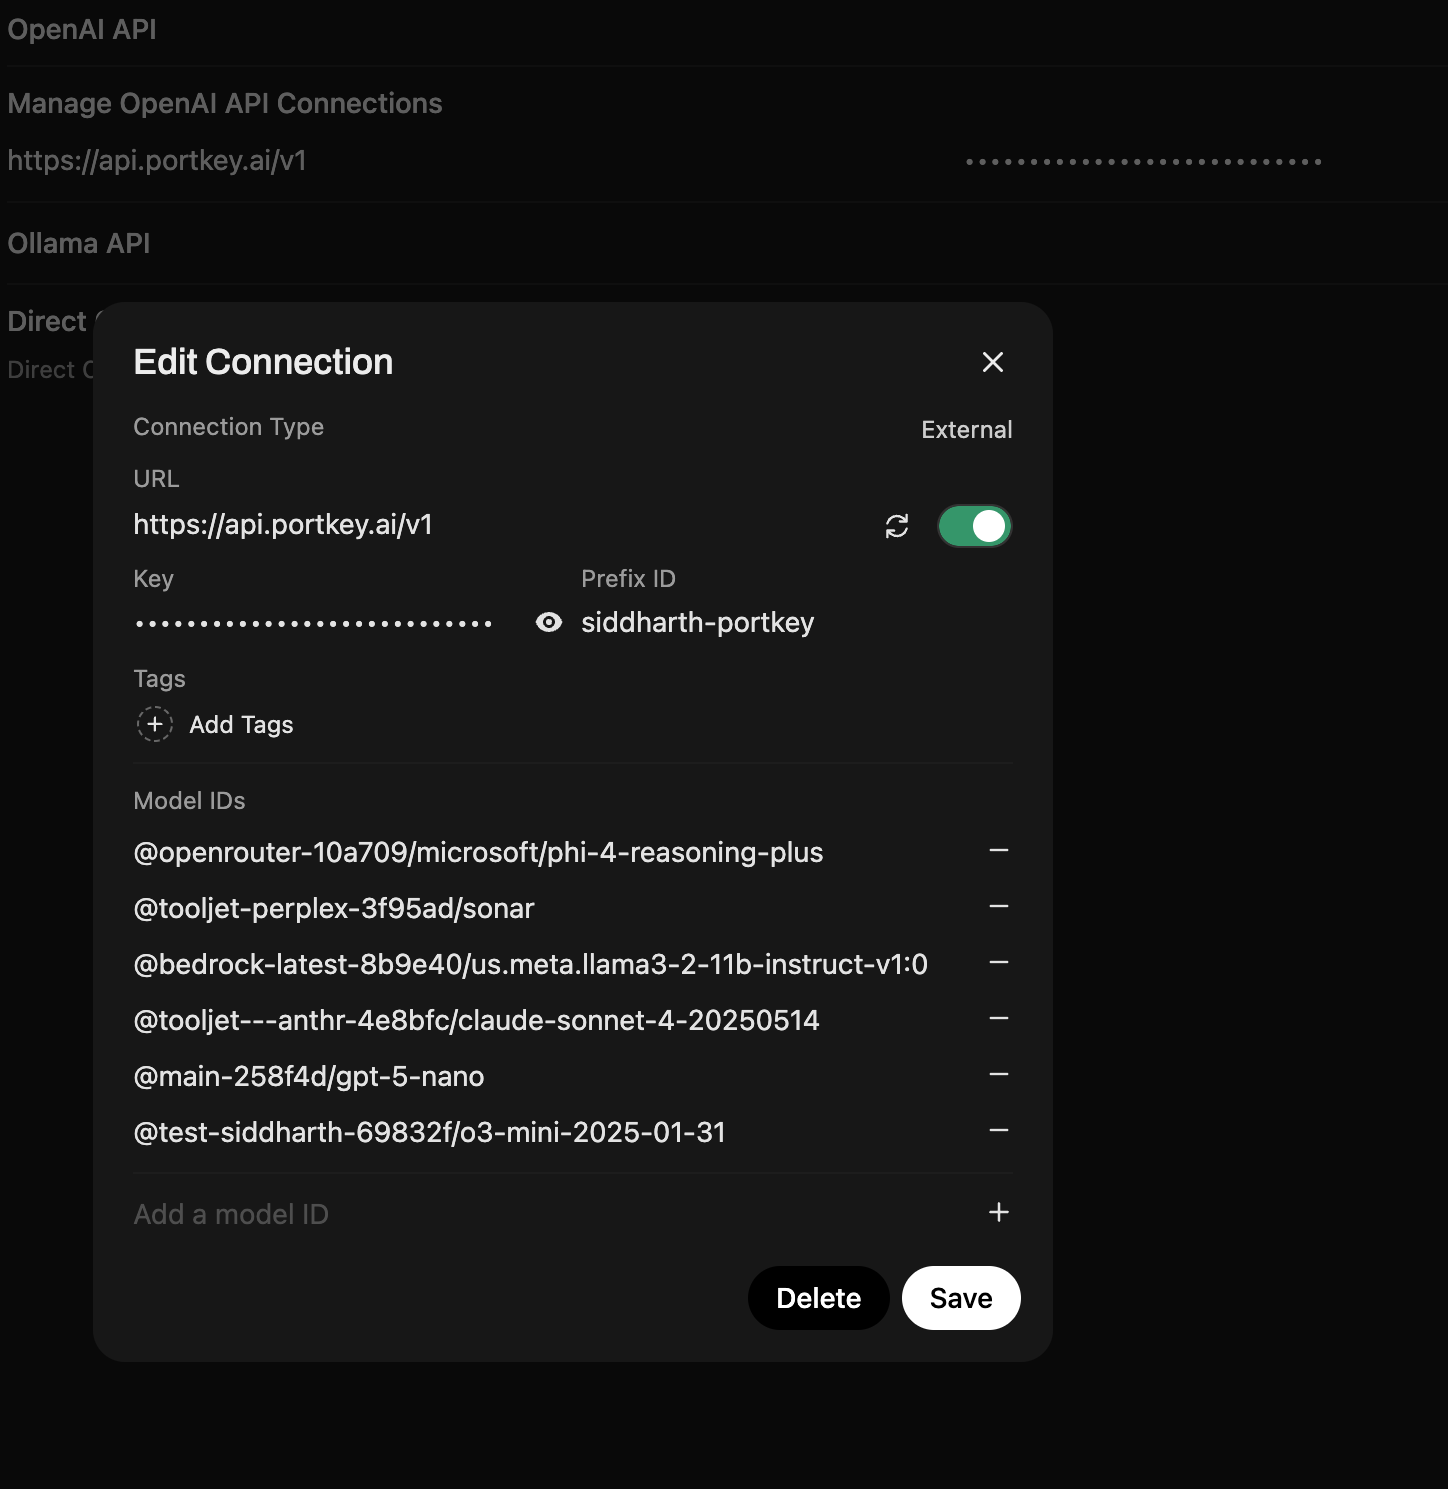 OpenAI API
Manage OpenAI API Connections
https://api.portkey.ai/v1
Ollama API
Direct
Direct
Edit Connection
Connection Type
External
URL
https://api.portkey.ai/v1
Key
Prefix ID
siddharth-portkey
Tags
Add Tags
Model IDs
@openrouter-10a709/microsoft/phi-4-reasoning-plus
@tooljet-perplex-3f95ad/sonar
@bedrock-latest-8b9e40/us.meta.llama3-2-11b-instruct-v1:0
@tooljet---anthr-4e8bfc/claude-sonnet-4-20250514
@main-258f4d/gpt-5-nano
@test-siddharth-69832f/o3-mini-2025-01-31
Add a model ID
Delete
Save